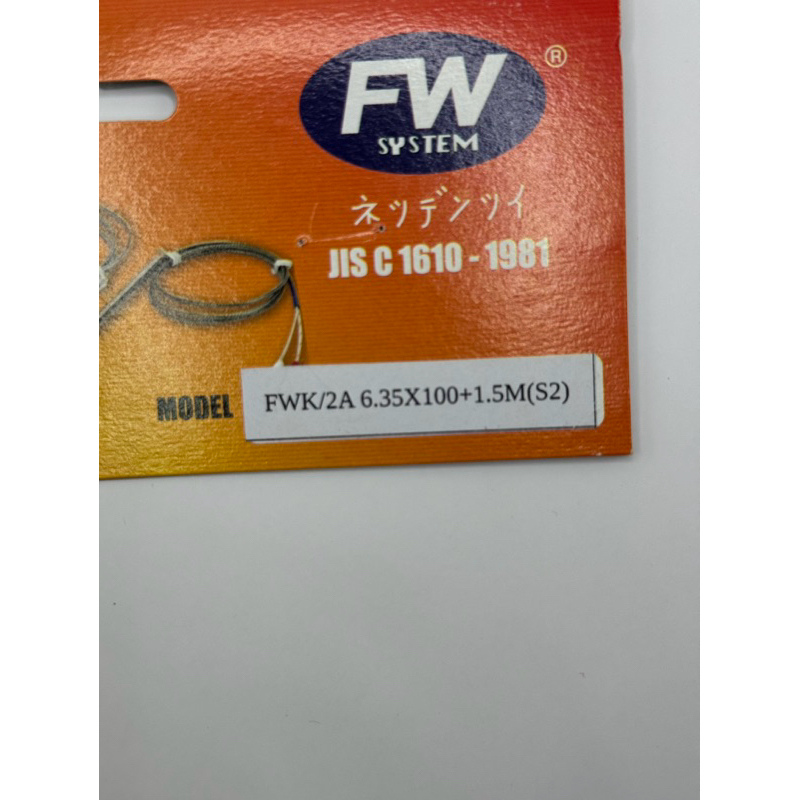 FW
®
SYSTEM
ネツデンツイ
JIS C 1610 - 1981
MODEL
FWK/2A 6.35X100+1.5M(S2)